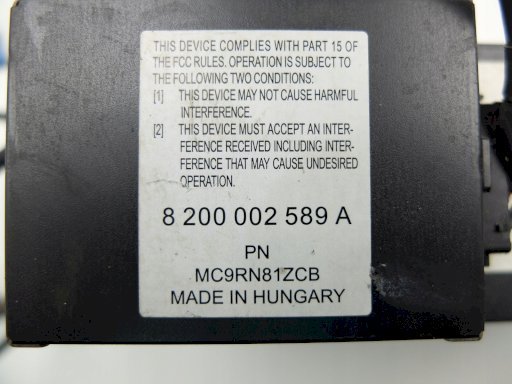 THIS DEVICE COMPLIES WITH PART 15 OF
THE FCC RULES. OPERATION IS SUBJECT TO
THE FOLLOWING TWO CONDITIONS:
[1] THIS DEVICE MAY NOT CAUSE HARMFUL
INTERFERENCE.
[2] THIS DEVICE MUST ACCEPT AN INTER-
FERENCE RECEIVED INCLUDING INTER-
FERENCE THAT MAY CAUSE UNDESIRED
OPERATION.
8 200 002 589 A
PN
MC9RN81ZCB
MADE IN HUNGARY